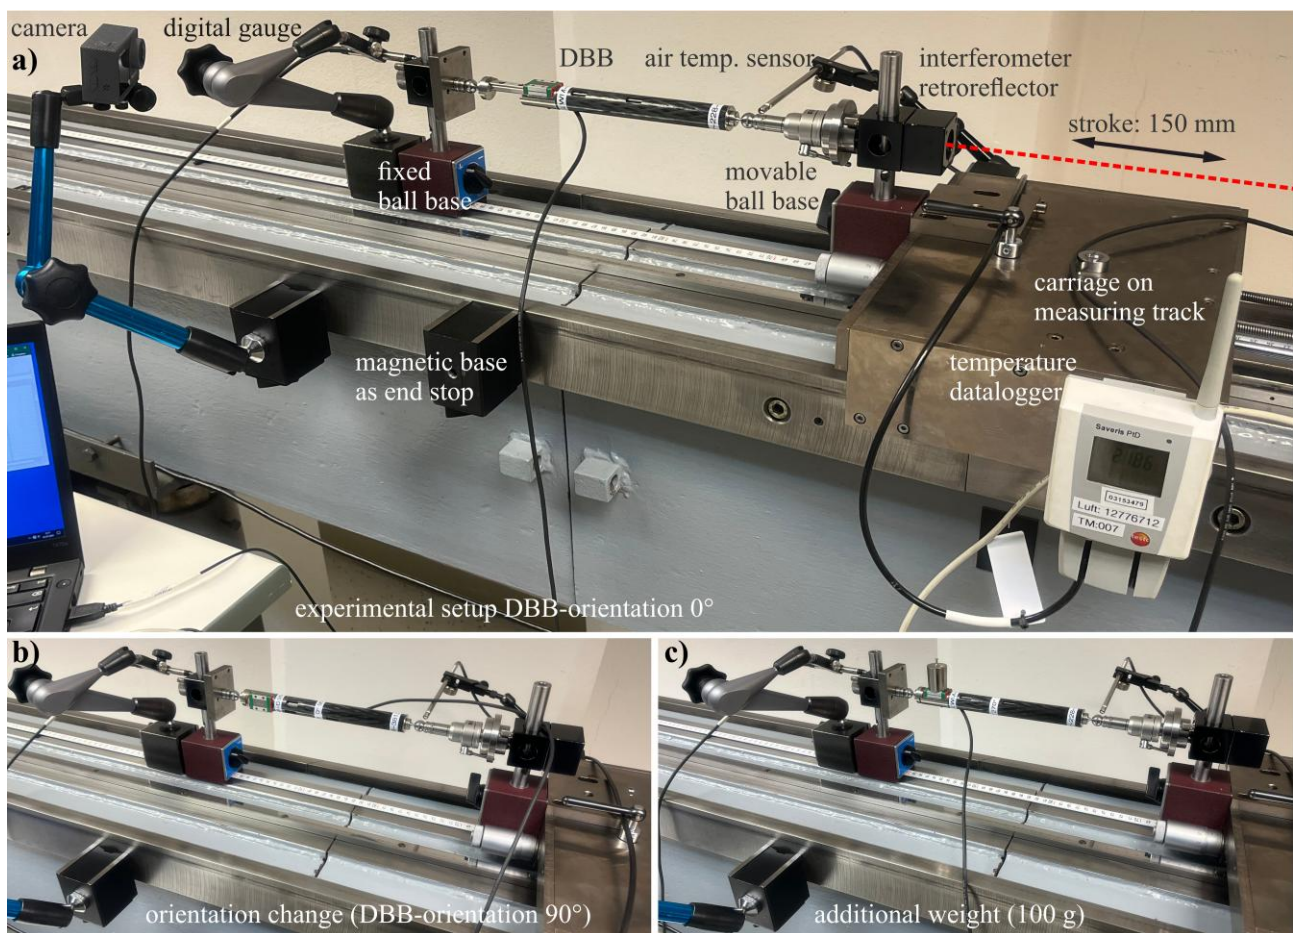 camera
digital gauge
a)
DBB
air temp. sensor
interferometer
retroreflector
stroke: 150 mm
fixed
ball base
movable
ball base
carriage on
measuring track
magnetic base
as end stop
temperature
datalogger
Saveris PtD
21.86
03153479
Luft: 12776712
TM:007
testo
experimental setup DBB-orientation 0°
b)
orientation change (DBB-orientation 90°)
c)
additional weight (100 g)